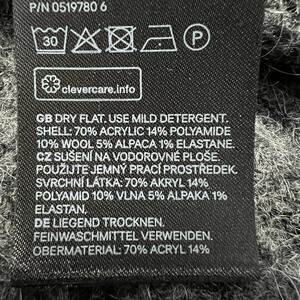 P/N 0519780 6
30
P
clevercare.info
GB DRY FLAT. USE MILD DETERGENT.
SHELL: 70% ACRYLIC 14% POLYAMIDE
10% WOOL 5% ALPACA 1% ELASTANE.
CZ SUŠENÍ NA VODOROVNÉ PLOŠE.
POUŽIJTE JEMNÝ PRACÍ PROSTŘEDEK.
SVRCHNÍ LÁTKA: 70% AKRYL 14%
POLYAMID 10% VLNA 5% ALPAKA 1%
ELASTAN.
DE LIEGEND TROCKNEN.
FEINWASCHMITTEL VERWENDEN.
OBERMATERIAL: 70% ACRYL 14%